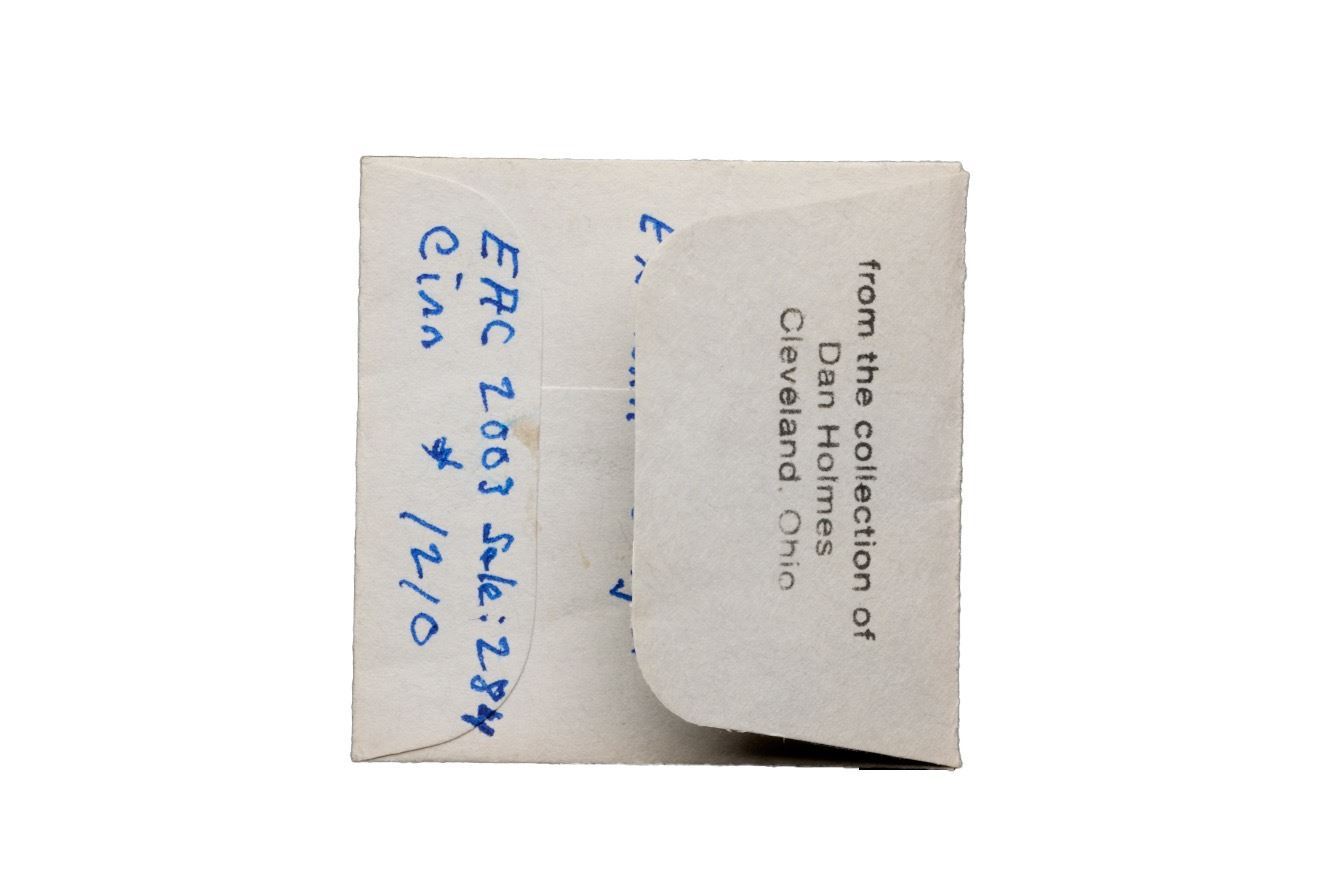 from the collection of
Dan Holmes
Cleveland, Ohio
EAC 2003 Sale: 284
Cinn * 1210